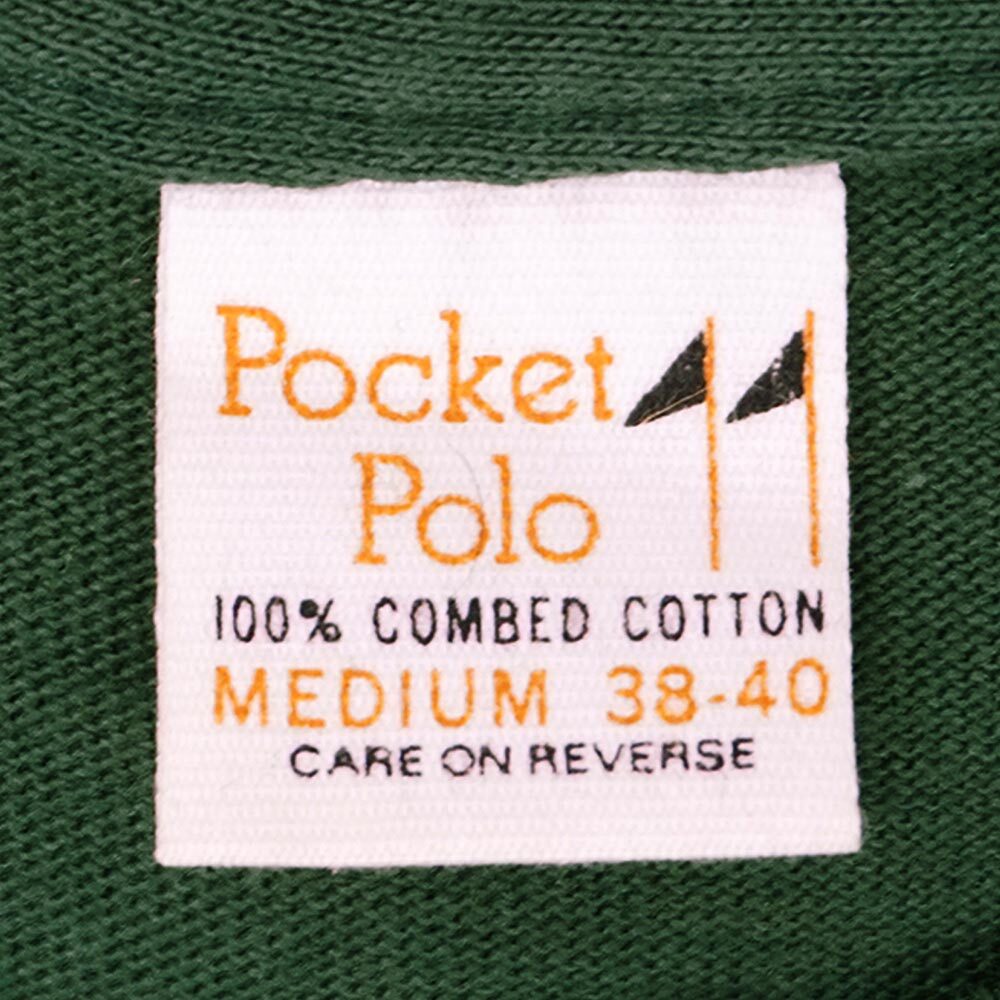 Pocket
Polo
100% COMBED COTTON
MEDIUM 38-40
CARE ON REVERSE